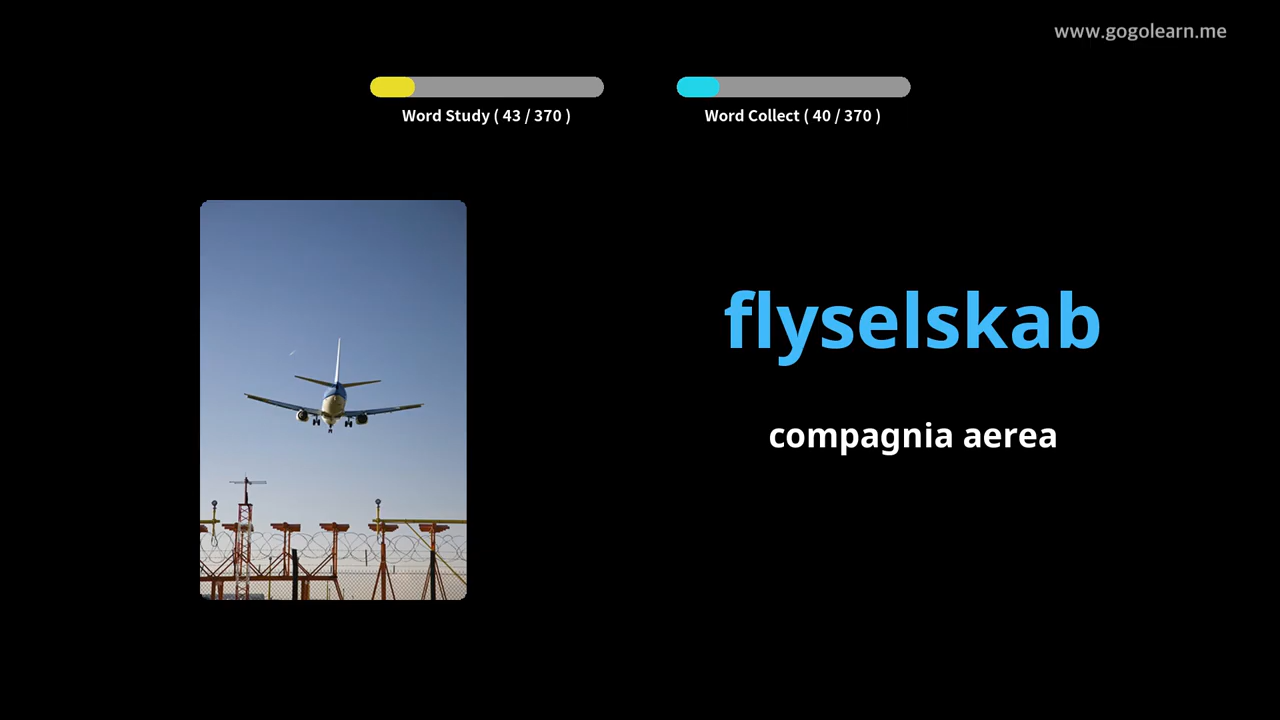 www.gogolearn.me
Word Study ( 43 / 370 )
Word Collect ( 40 / 370 )
flyselskab
compagnia aerea